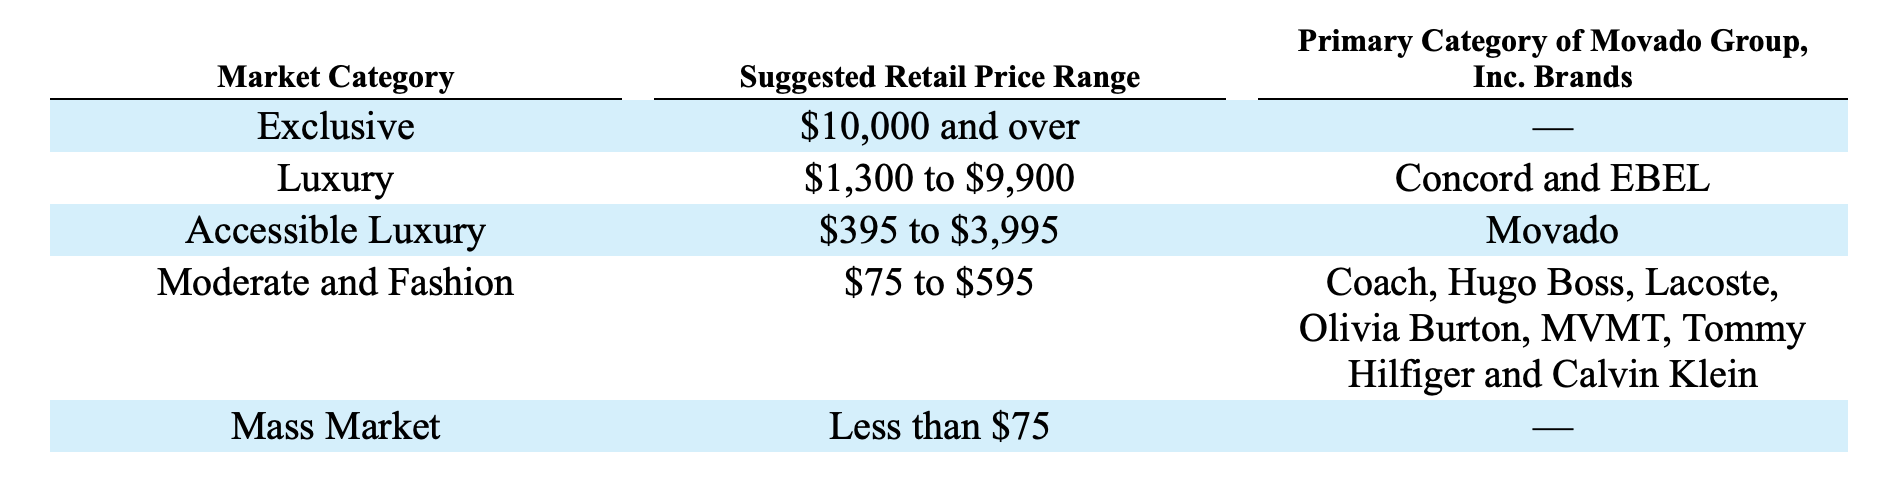 Primary Category of Movado Group,
Market Category Suggested Retail Price Range Inc. Brands
Exclusive $10,000 and over —
Luxury $1,300 to $9,900 Concord and EBEL
Accessible Luxury $395 to $3,995 Movado
Moderate and Fashion $75 to $595 Coach, Hugo Boss, Lacoste,
Olivia Burton, MVMT, Tommy
Hilfiger and Calvin Klein
Mass Market Less than $75 —